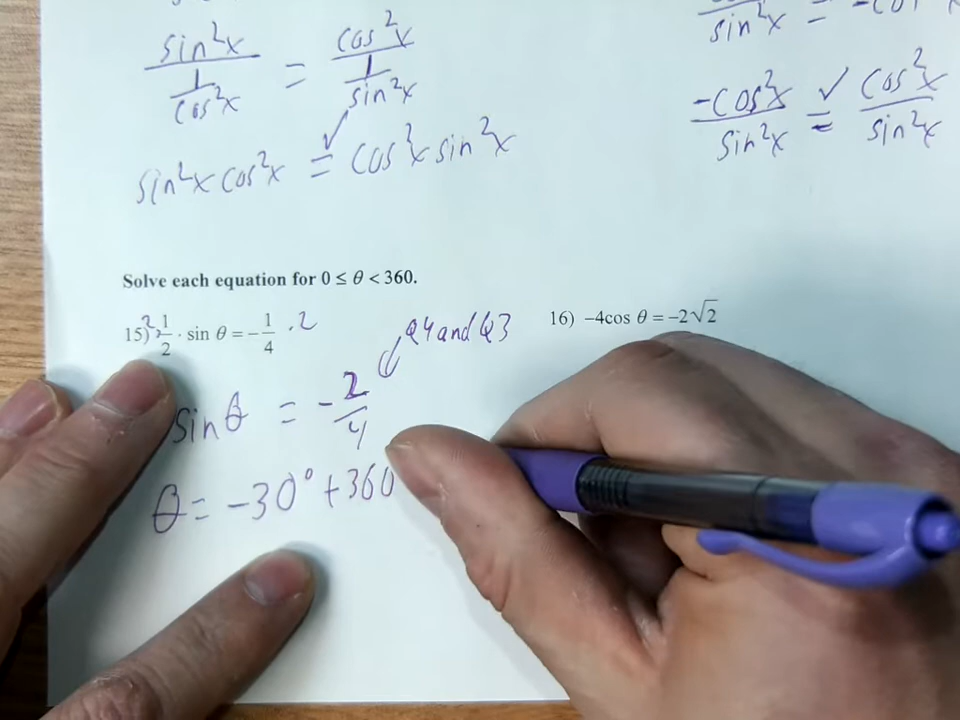 sin²x / (1/cos²x) = cos²x / (1/sin²x)
sin²x cos²x = ✓ cos²x sin²x
sin²x = -cot
-cos²x / sin²x = ✓ cos²x / sin²x
Solve each equation for 0 ≤ θ < 360.
15) 2· 1/2 · sin θ = - 1/4 · 2
Q4 and Q3
sin θ = - 2/4
θ = -30° + 360
16) -4cos θ = -2√2